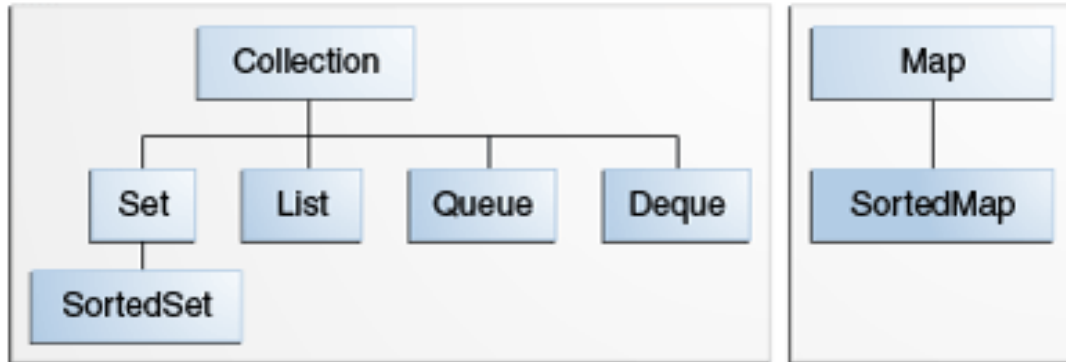 Collection
Map
Set
List
Queue
Deque
SortedMap
SortedSet